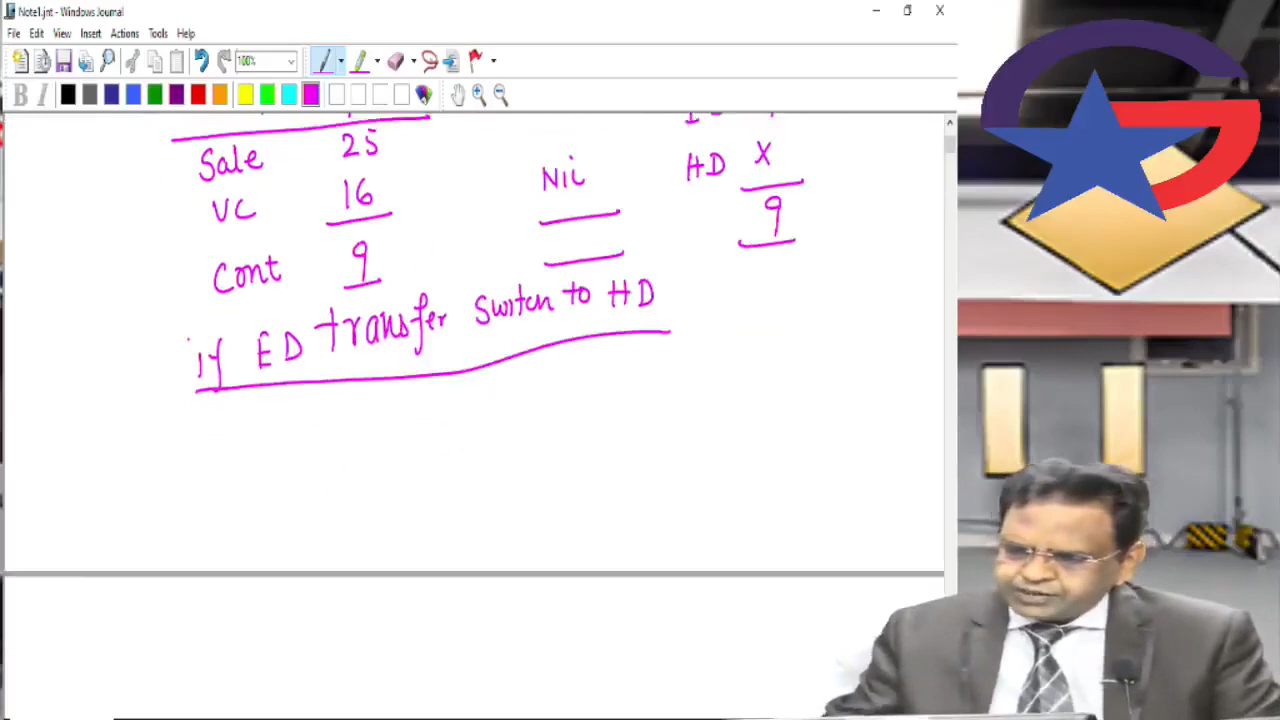 Note1.jnt - Windows Journal
File Edit View Insert Actions Tools Help
100%
B I
Sale 25
VC 16
Cont 9
Nil
HD X
9
if ED transfer switch to HD